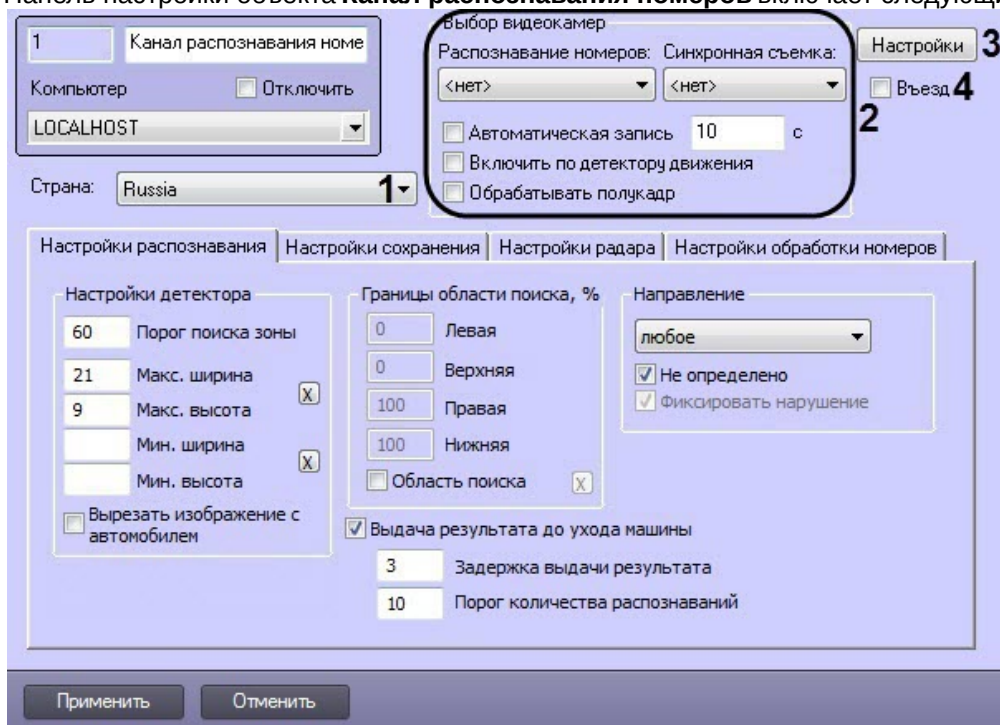 Панель настройки объекта Канал распознавания номеров включает следующи
1 Канал распознавания номе
Компьютер Отключить
LOCALHOST
Страна: Russia 1
Выбор видеокамер
Распознавание номеров: Синхронная съемка:
<нет> <нет>
Автоматическая запись 10 с
Включить по детектору движения
Обрабатывать полукадр
2
Настройки 3
Въезд 4
Настройки распознавания Настройки сохранения Настройки радара Настройки обработки номеров
Настройки детектора
60 Порог поиска зоны
21 Макс. ширина
9 Макс. высота
X
Мин. ширина
Мин. высота
X
Вырезать изображение с
автомобилем
Границы области поиска, %
0 Левая
0 Верхняя
100 Правая
100 Нижняя
Область поиска X
Направление
любое
Не определено
Фиксировать нарушение
Выдача результата до ухода машины
3 Задержка выдачи результата
10 Порог количества распознаваний
Применить Отменить